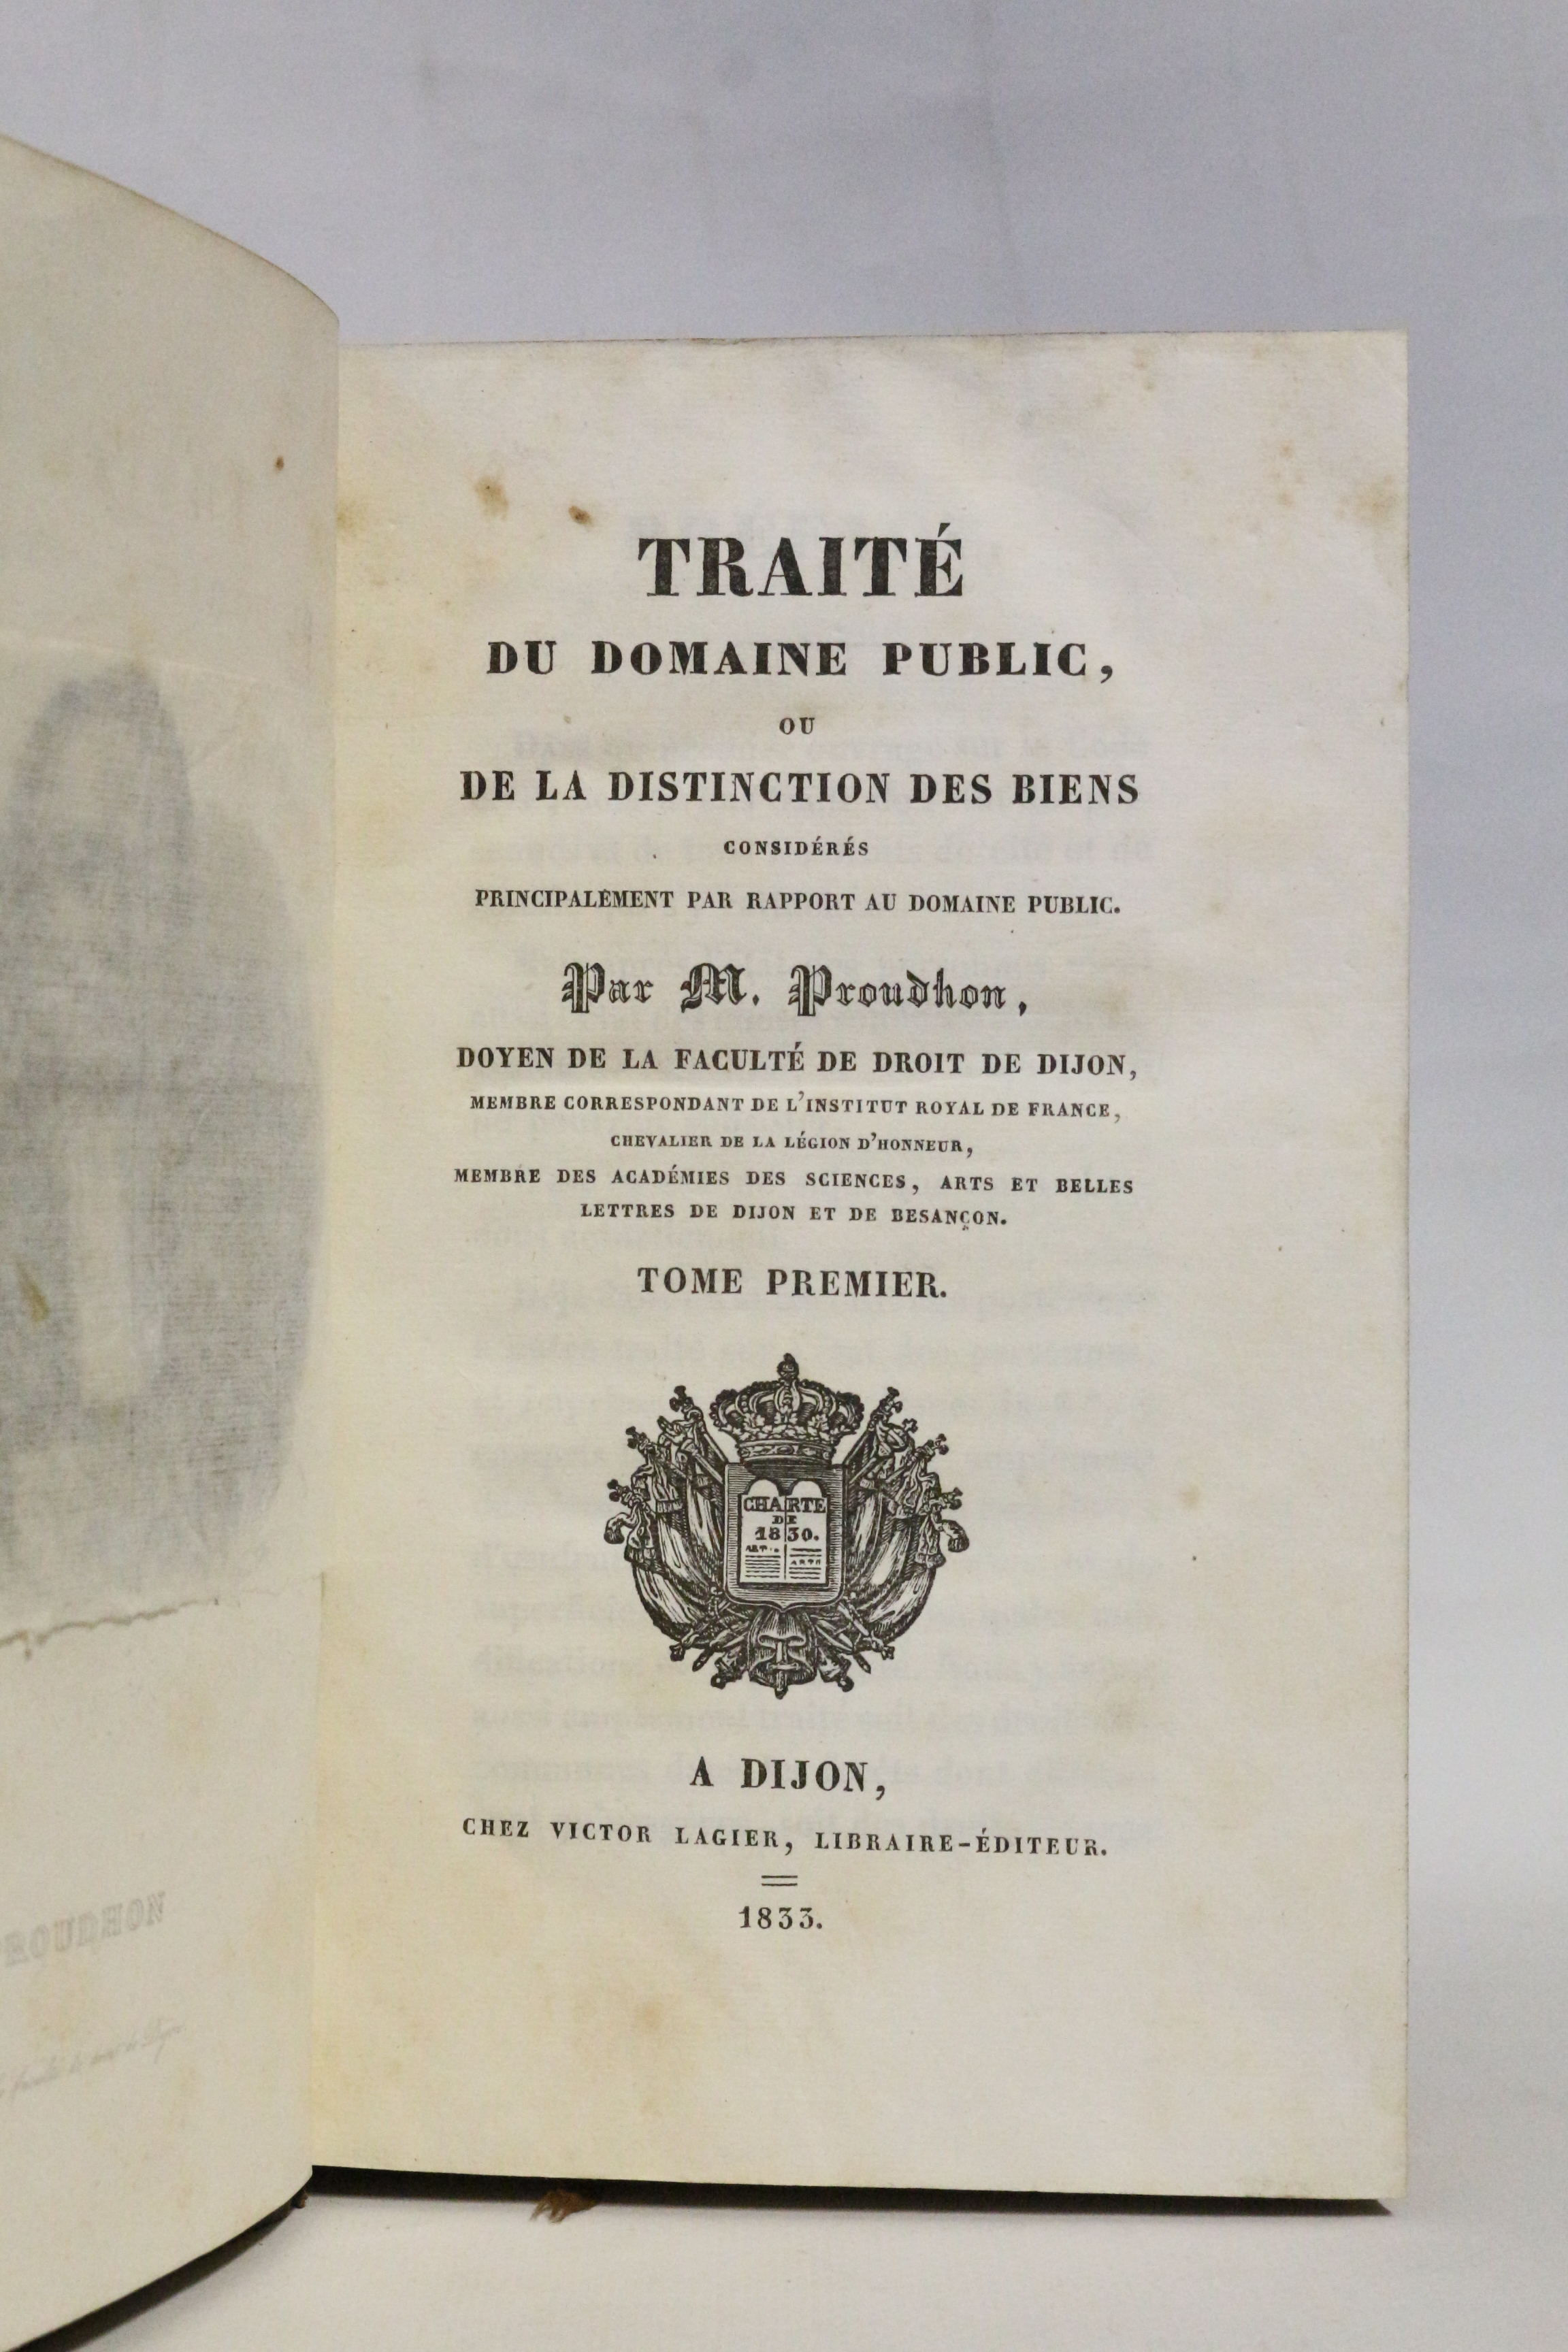 TRAITÉ
DU DOMAINE PUBLIC,
OU
DE LA DISTINCTION DES BIENS
CONSIDÉRÉS
PRINCIPALEMENT PAR RAPPORT AU DOMAINE PUBLIC.
Par M. Proudhon,
DOYEN DE LA FACULTÉ DE DROIT DE DIJON,
MEMBRE CORRESPONDANT DE L'INSTITUT ROYAL DE FRANCE,
CHEVALIER DE LA LÉGION D'HONNEUR,
MEMBRE DES ACADÉMIES DES SCIENCES, ARTS ET BELLES
LETTRES DE DIJON ET DE BESANÇON.
TOME PREMIER.
CHARTE
DE
1830.
A DIJON,
CHEZ VICTOR LAGIER, LIBRAIRE-ÉDITEUR.
1833.